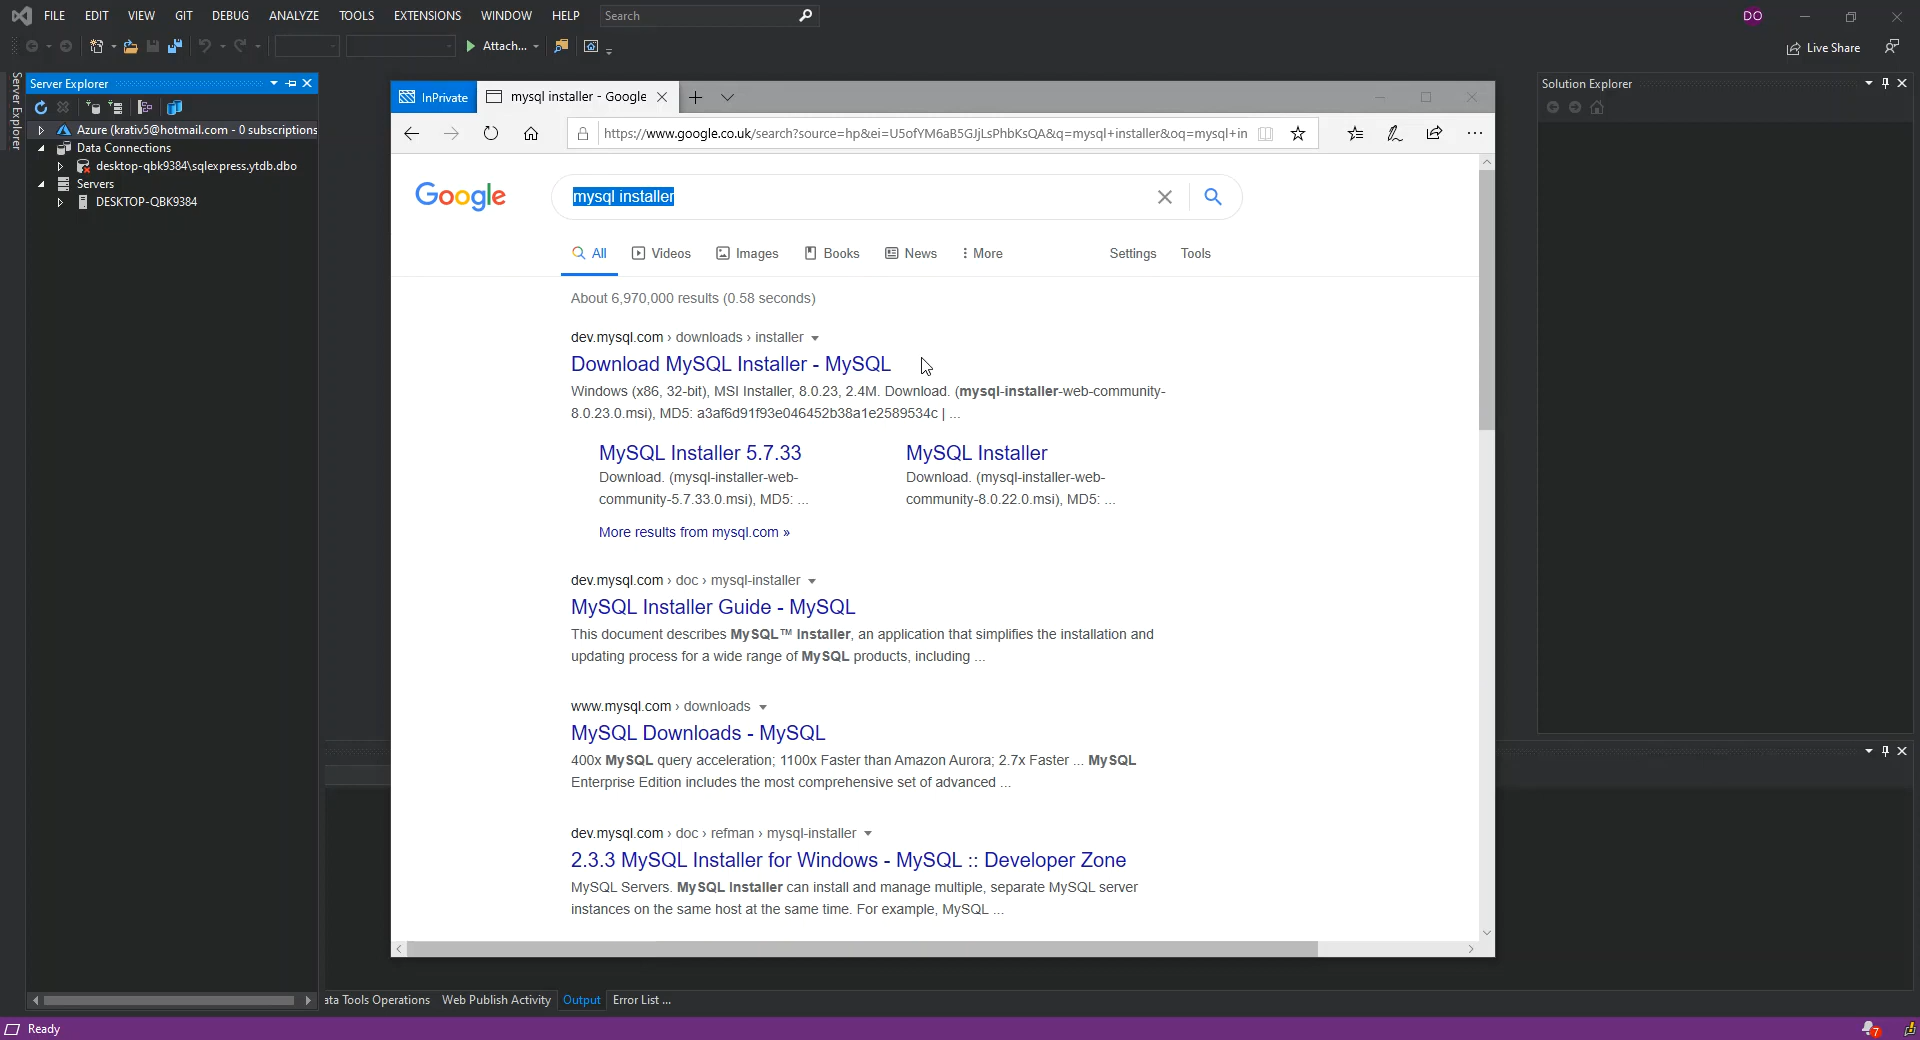 FILE EDIT VIEW GIT DEBUG ANALYZE TOOLS EXTENSIONS WINDOW HELP Search DO
Attach... Live Share
Server Explorer
Server Explorer
Azure (krativ5@hotmail.com - 0 subscriptions
Data Connections
desktop-qbk9384\sqlexpress.ytdb.dbo
Servers
DESKTOP-QBK9384
InPrivate mysql installer - Google
https://www.google.co.uk/search?source=hp&ei=U5ofYM6aB5GJjLsPhbKsQA&q=mysql+installer&oq=mysql+in
Google mysql installer
All Videos Images Books News More Settings Tools
About 6,970,000 results (0.58 seconds)
dev.mysql.com › downloads › installer
Download MySQL Installer - MySQL
Windows (x86, 32-bit), MSI Installer, 8.0.23, 2.4M. Download. (mysql-installer-web-community-
8.0.23.0.msi), MD5: a3af6d91f93e046452b38a1e2589534c | ...
MySQL Installer 5.7.33
Download. (mysql-installer-web-
community-5.7.33.0.msi), MD5: ...
MySQL Installer
Download. (mysql-installer-web-
community-8.0.22.0.msi), MD5: ...
More results from mysql.com »
dev.mysql.com › doc › mysql-installer
MySQL Installer Guide - MySQL
This document describes MySQL™ Installer, an application that simplifies the installation and
updating process for a wide range of MySQL products, including ...
www.mysql.com › downloads
MySQL Downloads - MySQL
400x MySQL query acceleration; 1100x Faster than Amazon Aurora; 2.7x Faster ... MySQL
Enterprise Edition includes the most comprehensive set of advanced ...
dev.mysql.com › doc › refman › mysql-installer
2.3.3 MySQL Installer for Windows - MySQL :: Developer Zone
MySQL Servers. MySQL Installer can install and manage multiple, separate MySQL server
instances on the same host at the same time. For example, MySQL ...
Solution Explorer
ata Tools Operations Web Publish Activity Output Error List ...
Ready 7